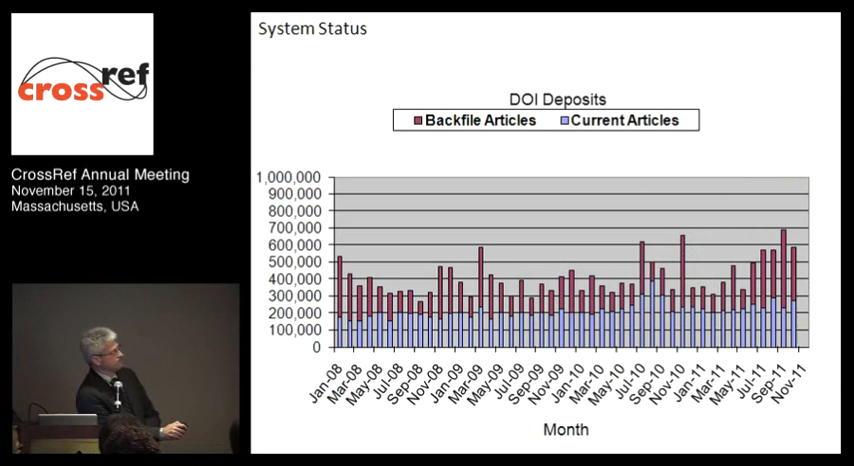 crossref
CrossRef Annual Meeting
November 15, 2011
Massachusetts, USA
System Status
DOI Deposits
Backfile Articles Current Articles
1,000,000
900,000
800,000
700,000
600,000
500,000
400,000
300,000
200,000
100,000
0
Jan-08 Mar-08 May-08 Jul-08 Sep-08 Nov-08 Jan-09 Mar-09 May-09 Jul-09 Sep-09 Nov-09 Jan-10 Mar-10 May-10 Jul-10 Sep-10 Nov-10 Jan-11 Mar-11 May-11 Jul-11 Sep-11 Nov-11
Month